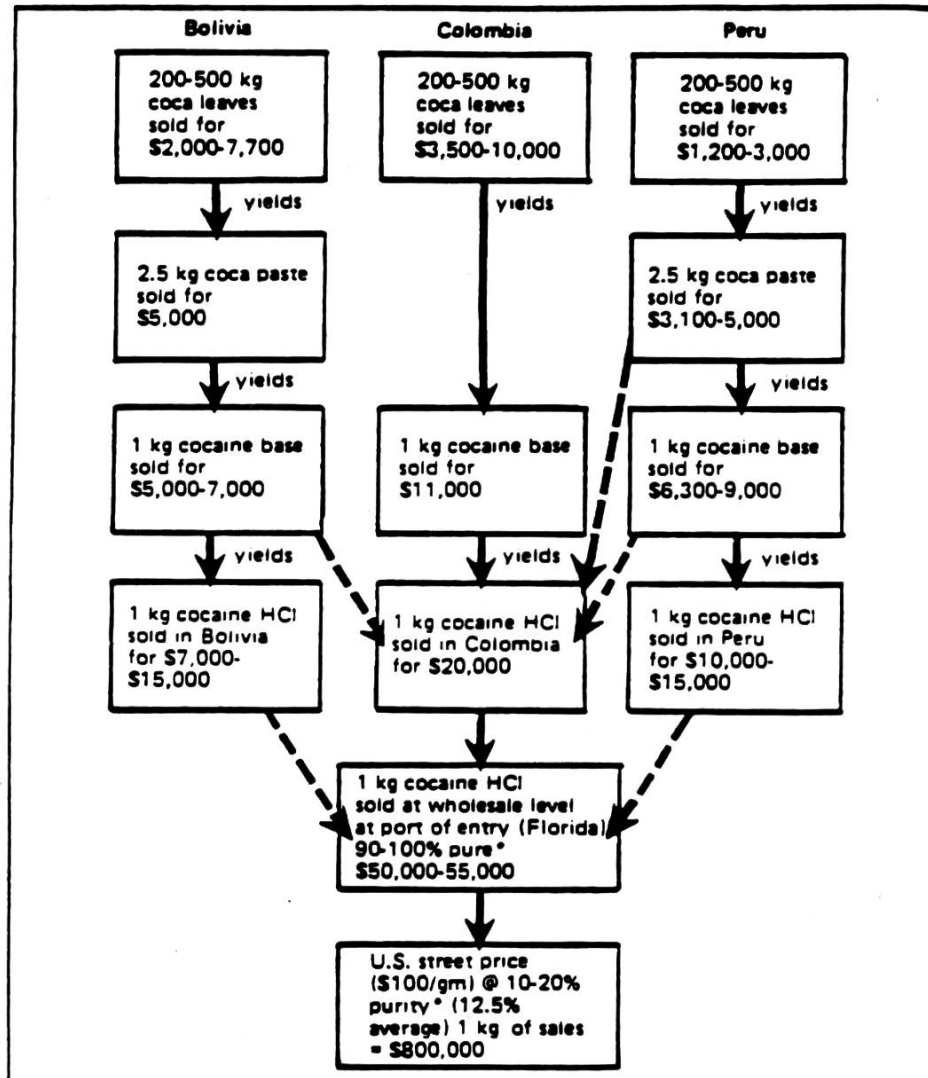 Bolivia
Colombia
Peru
200-500 kg
coca leaves
sold for
$2,000-7,700
200-500 kg
coca leaves
sold for
$3,500-10,000
200-500 kg
coca leaves
sold for
$1,200-3,000
yields
yields
yields
2.5 kg coca paste
sold for
$5,000
2.5 kg coca paste
sold for
$3,100-5,000
yields
yields
1 kg cocaine base
sold for
$5,000-7,000
1 kg cocaine base
sold for
$11,000
1 kg cocaine base
sold for
$6,300-9,000
yields
yields
yields
1 kg cocaine HCl
sold in Bolivia
for $7,000-
$15,000
1 kg cocaine HCl
sold in Colombia
for $20,000
1 kg cocaine HCl
sold in Peru
for $10,000-
$15,000
1 kg cocaine HCl
sold at wholesale level
at port of entry (Florida)
90-100% pure*
$50,000-55,000
U.S. street price
($100/gm) @ 10-20%
purity* (12.5%
average) 1 kg of sales
= $800,000